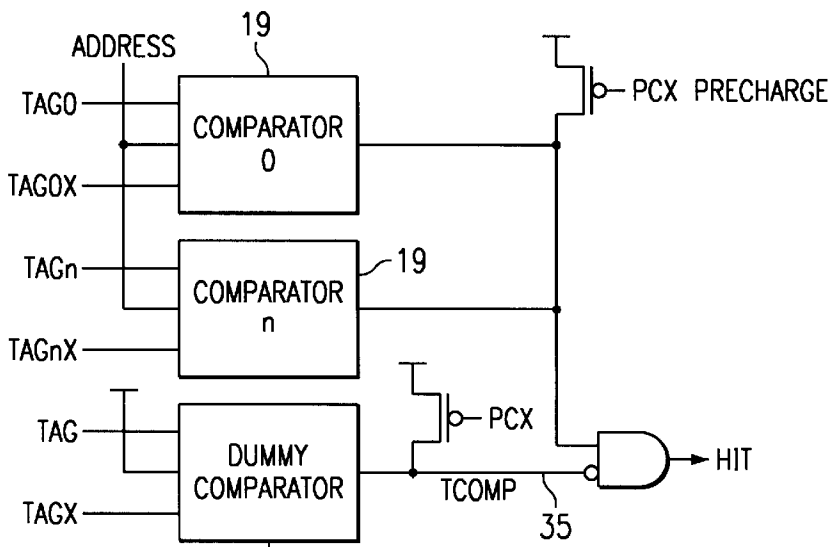 ADDRESS
19
TAG0
COMPARATOR
0
TAG0X
PCX PRECHARGE
TAGn
COMPARATOR
n
19
TAGnX
TAG
DUMMY
COMPARATOR
PCX
TCOMP
35
HIT
TAGX